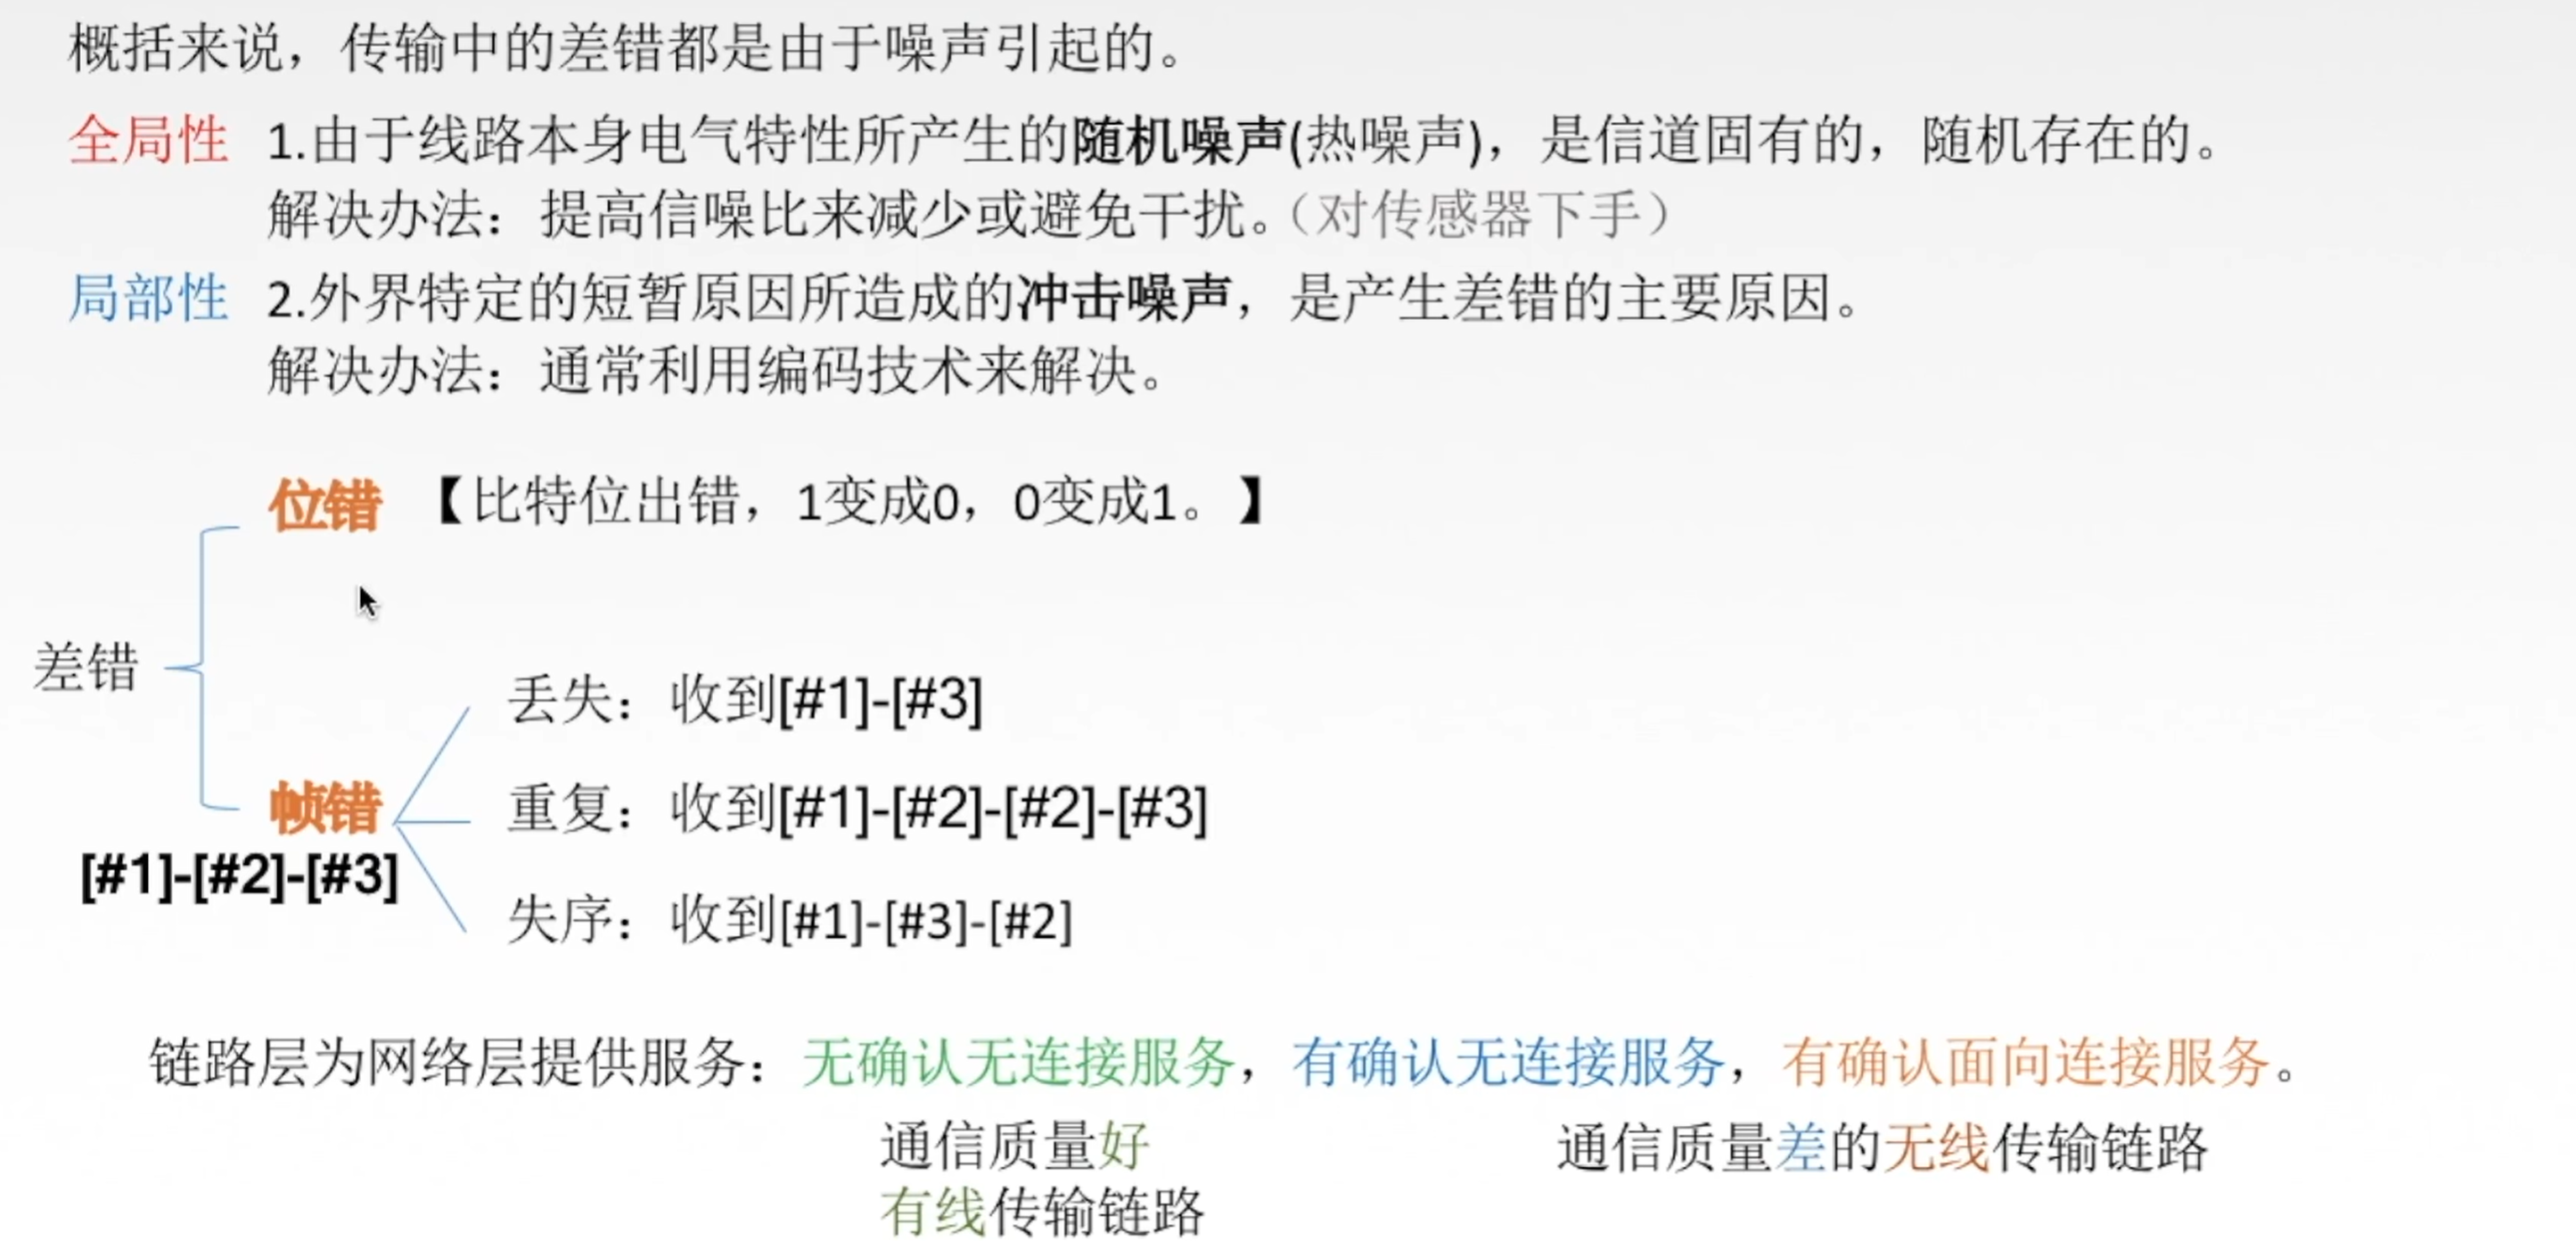 概括来说，传输中的差错都是由于噪声引起的。
全局性 1.由于线路本身电气特性所产生的随机噪声(热噪声)，是信道固有的，随机存在的。
解决办法：提高信噪比来减少或避免干扰。（对传感器下手）
局部性 2.外界特定的短暂原因所造成的冲击噪声，是产生差错的主要原因。
解决办法：通常利用编码技术来解决。
位错 【比特位出错，1变成0，0变成1。】
差错
丢失：收到[#1]-[#3]
帧错 重复：收到[#1]-[#2]-[#2]-[#3]
[#1]-[#2]-[#3]
失序：收到[#1]-[#3]-[#2]
链路层为网络层提供服务：无确认无连接服务，有确认无连接服务，有确认面向连接服务。
通信质量好 通信质量差的无线传输链路
有线传输链路